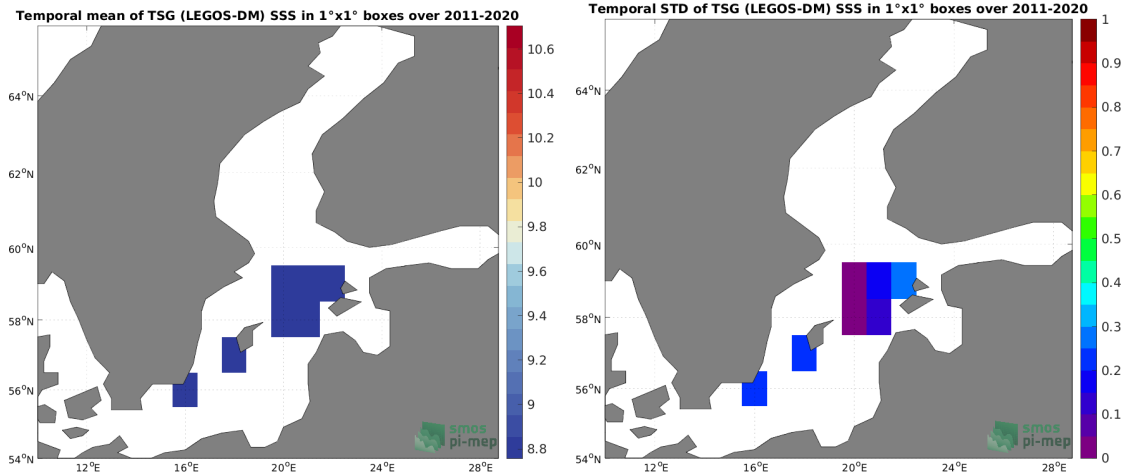 Temporal mean of TSG (LEGOS-DM) SSS in 1°x1° boxes over 2011-2020
64°N
62°N
60°N
58°N
56°N
54°N
12°E
16°E
20°E
24°E
28°E
10.6
10.4
10.2
10
9.8
9.6
9.4
9.2
9
8.8
smos
pi-mep
Temporal STD of TSG (LEGOS-DM) SSS in 1°x1° boxes over 2011-2020
64°N
62°N
60°N
58°N
56°N
54°N
12°E
16°E
20°E
24°E
28°E
1
0.9
0.8
0.7
0.6
0.5
0.4
0.3
0.2
0.1
0
smos
pi-mep